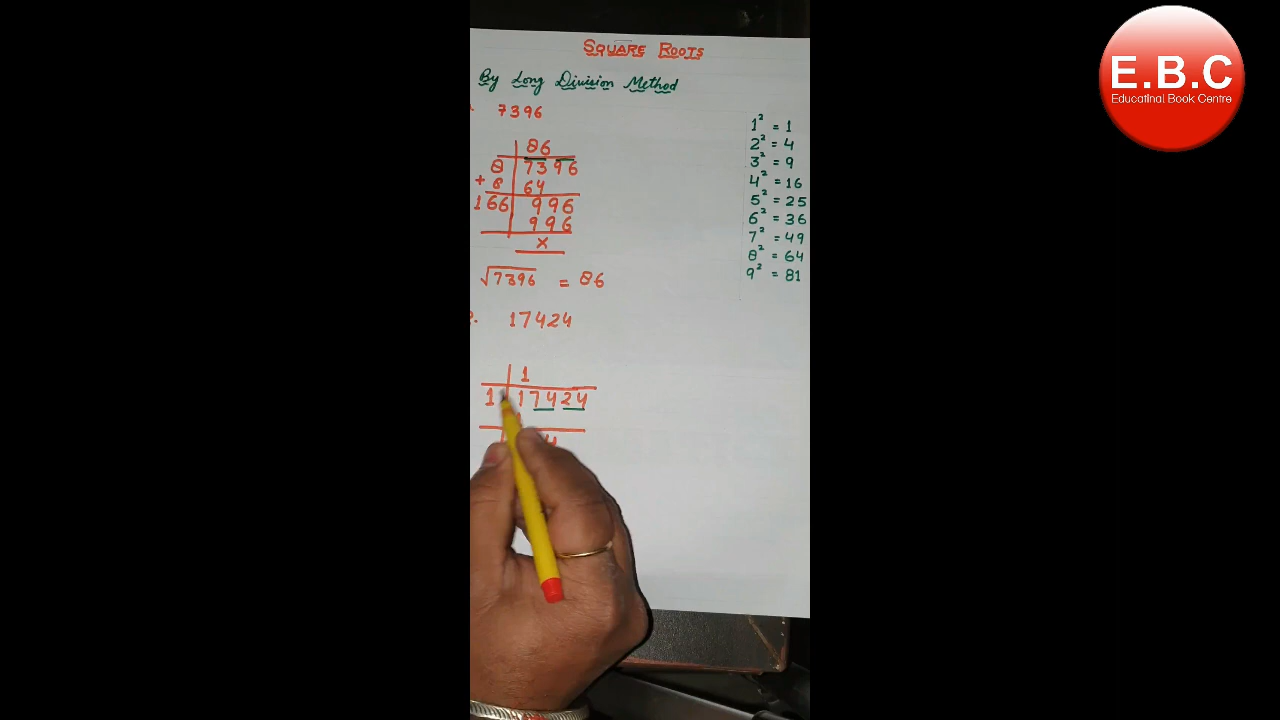 SQUARE ROOTS
By Long Division Method
7396
86
8 7396
+ 8 64
166 996
996
x
√7396 = 86
17424
1
1 17424
4
1² = 1
2² = 4
3² = 9
4² = 16
5² = 25
6² = 36
7² = 49
8² = 64
9² = 81
E.B.C
Educatinal Book Centre